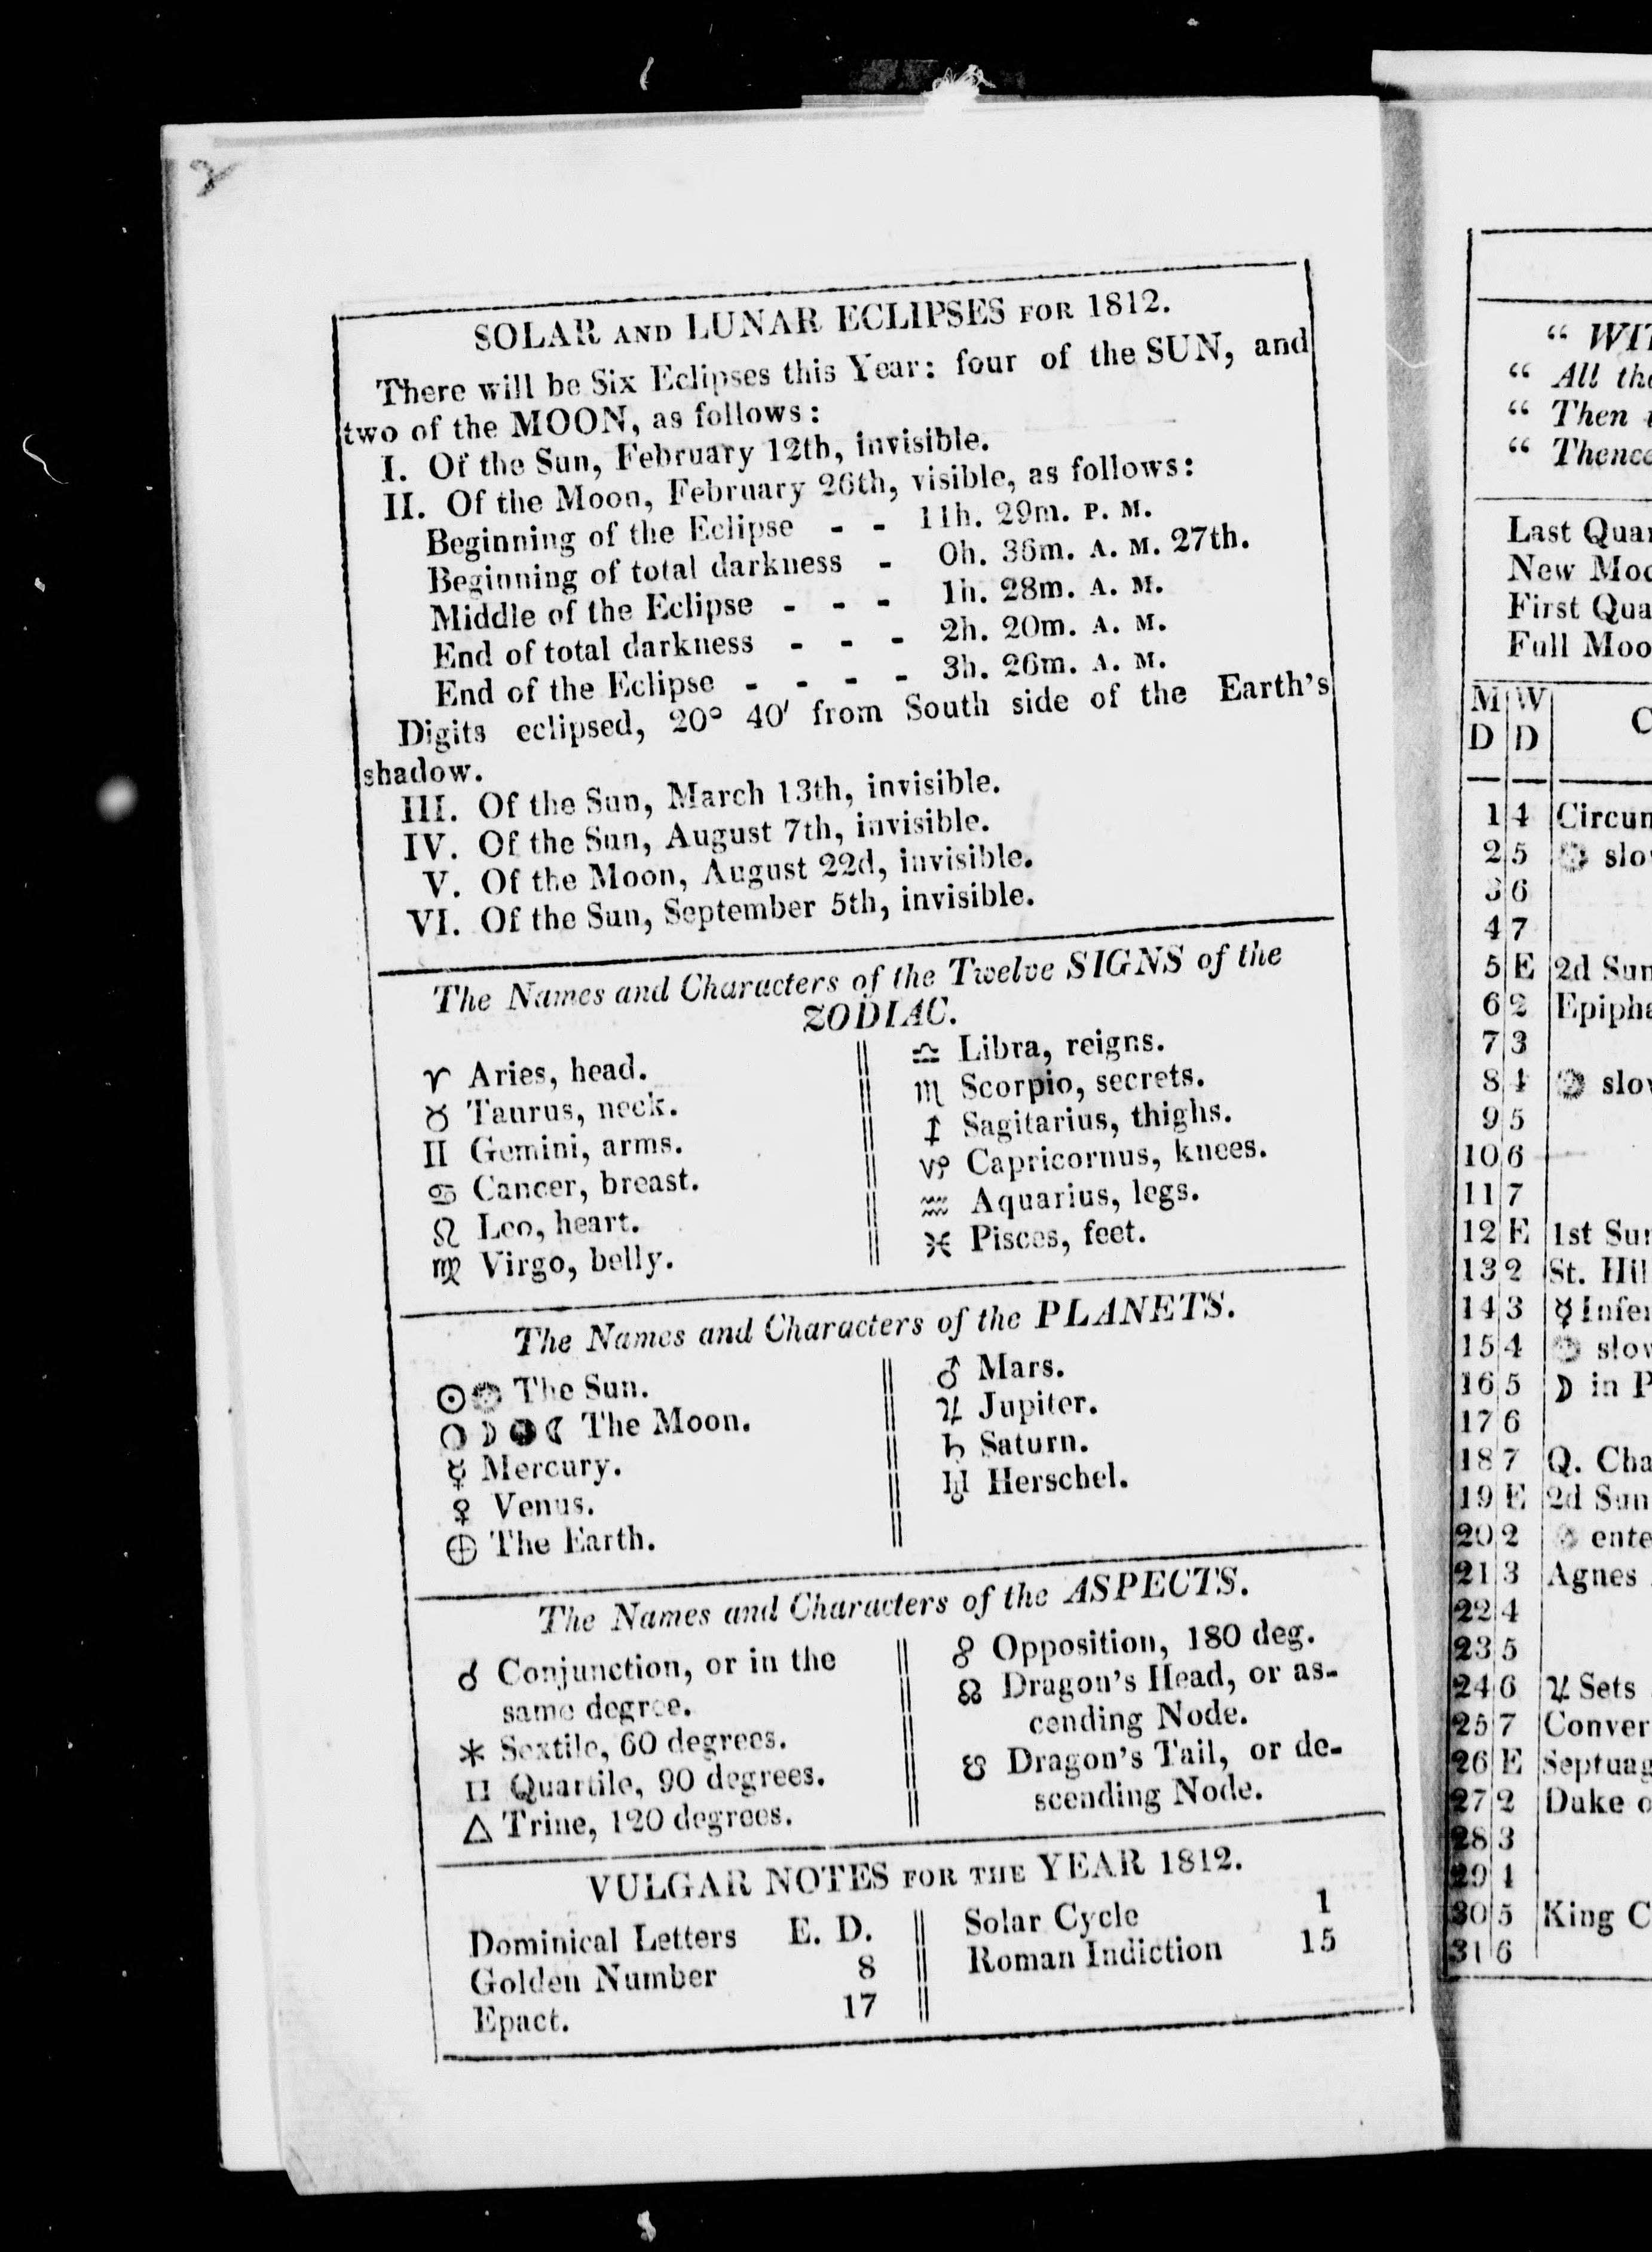 2
SOLAR AND LUNAR ECLIPSES FOR 1812.
There will be Six Eclipses this Year: four of the SUN, and
two of the MOON, as follows:
I. Of the Sun, February 12th, invisible.
II. Of the Moon, February 26th, visible, as follows:
Beginning of the Eclipse - - 11h. 29m. P. M.
Beginning of total darkness - 0h. 36m. A. M. 27th.
Middle of the Eclipse - - - 1h. 28m. A. M.
End of total darkness - - - 2h. 20m. A. M.
End of the Eclipse - - - - 3h. 26m. A. M.
Digits eclipsed, 20° 40′ from South side of the Earth's
shadow.
III. Of the Sun, March 13th, invisible.
IV. Of the Sun, August 7th, invisible.
V. Of the Moon, August 22d, invisible.
VI. Of the Sun, September 5th, invisible.
The Names and Characters of the Twelve SIGNS of the
ZODIAC.
♈ Aries, head.
♉ Taurus, neck.
♊ Gemini, arms.
♋ Cancer, breast.
♌ Leo, heart.
♍ Virgo, belly.
♎ Libra, reigns.
♏ Scorpio, secrets.
♐ Sagitarius, thighs.
♑ Capricornus, knees.
♒ Aquarius, legs.
♓ Pisces, feet.
The Names and Characters of the PLANETS.
☉ The Sun.
☽ ☾ The Moon.
☿ Mercury.
♀ Venus.
⊕ The Earth.
♂ Mars.
♃ Jupiter.
♄ Saturn.
♅ Herschel.
The Names and Characters of the ASPECTS.
☌ Conjunction, or in the
same degree.
⚹ Sextile, 60 degrees.
Quartile, 90 degrees.
△ Trine, 120 degrees.
☍ Opposition, 180 deg.
☊ Dragon's Head, or as-
cending Node.
☋ Dragon's Tail, or de-
scending Node.
VULGAR NOTES FOR THE YEAR 1812.
Dominical Letters E. D.
Golden Number 8
Epact. 17
Solar Cycle 1
Roman Indiction 15
" WIT
" All the
" Then
" Thence
Last Quar
New Moo
First Qua
Full Moo
M W C
D D
1 4 Circum
2 5 slow
3 6
4 7
5 E 2d Sun
6 2 Epipha
7 3
8 4 slow
9 5
10 6
11 7
12 E 1st Sun
13 2 St. Hil
14 3 ☿ Infer
15 4 slow
16 5 ☽ in P
17 6
18 7 Q. Cha
19 E 2d Sun
20 2 ente
21 3 Agnes
22 4
23 5
24 6 ♃ Sets
25 7 Conver
26 E Septuag
27 2 Duke o
28 3
29 4
30 5 King C
31 6